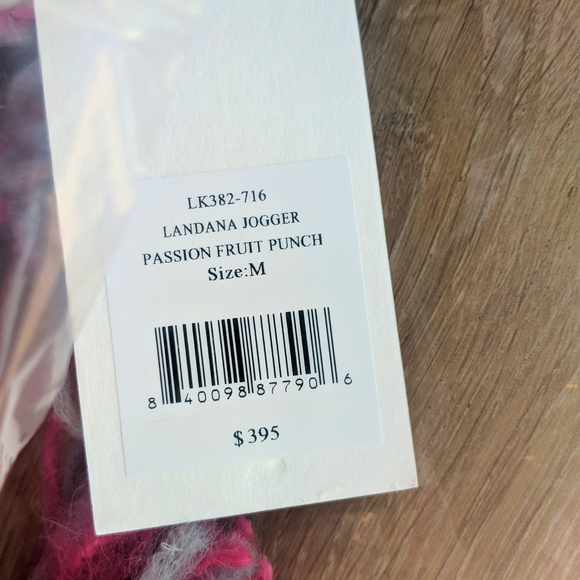 LK382-716
LANDANA JOGGER
PASSION FRUIT PUNCH
Size:M
8 40098 87790 6
$395